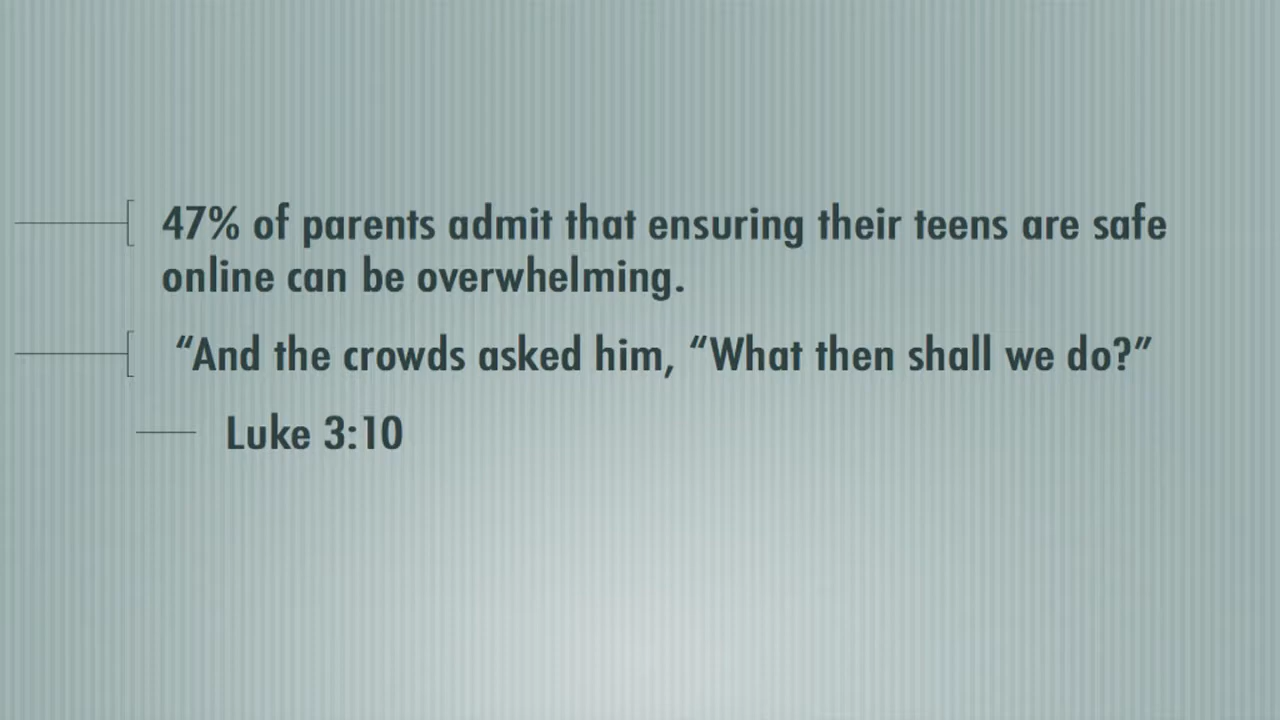 47% of parents admit that ensuring their teens are safe
online can be overwhelming.
“And the crowds asked him, “What then shall we do?”
Luke 3:10